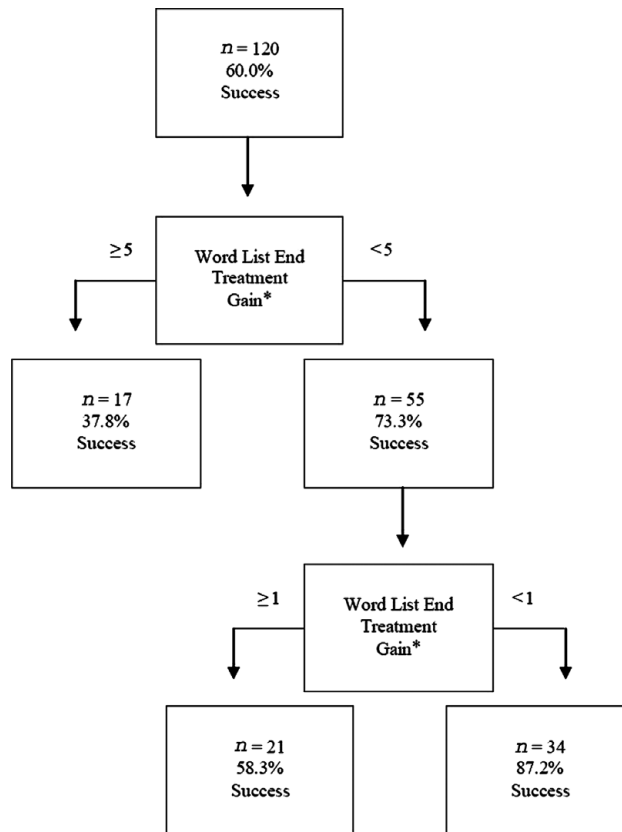 n = 120
60.0%
Success
≥5
Word List End
Treatment
Gain*
<5
n = 17
37.8%
Success
n = 55
73.3%
Success
≥1
Word List End
Treatment
Gain*
<1
n = 21
58.3%
Success
n = 34
87.2%
Success